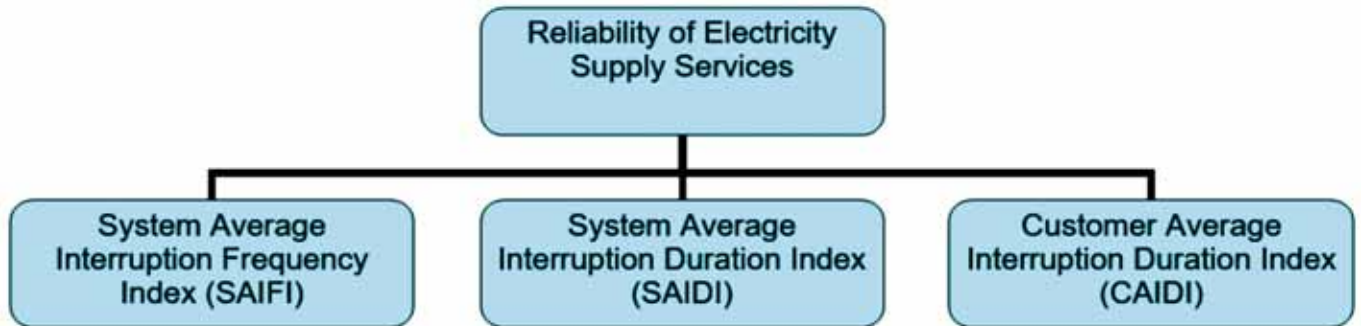 Reliability of Electricity
Supply Services
System Average
Interruption Frequency
Index (SAIFI)
System Average
Interruption Duration Index
(SAIDI)
Customer Average
Interruption Duration Index
(CAIDI)